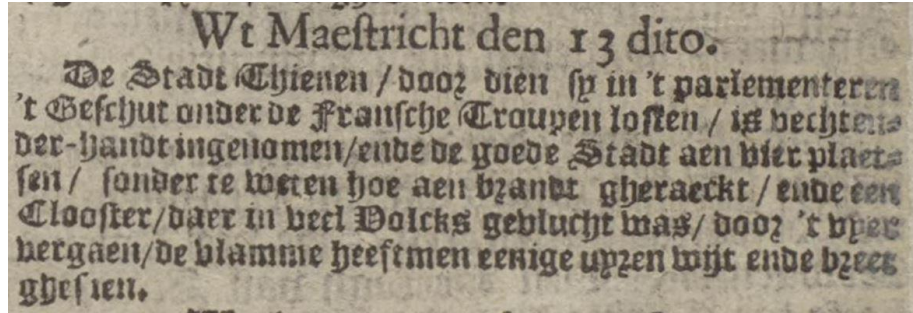 Wt Maestricht den 13 dito.
De Stadt Thienen / door dien sy in 't parlementeren
't Geschut onder de Fransche Troupen losten / is vechten-
der-handt ingenomen/ende de goede Stadt aen vier plaet-
sen / sonder te weten hoe aen brandt gheraeckt / ende een
Clooster/daer in veel Volcks gevlucht was/ door 't vyer
vergaen/de vlamme heeftmen eenige uyren wijt ende breet
ghesien.